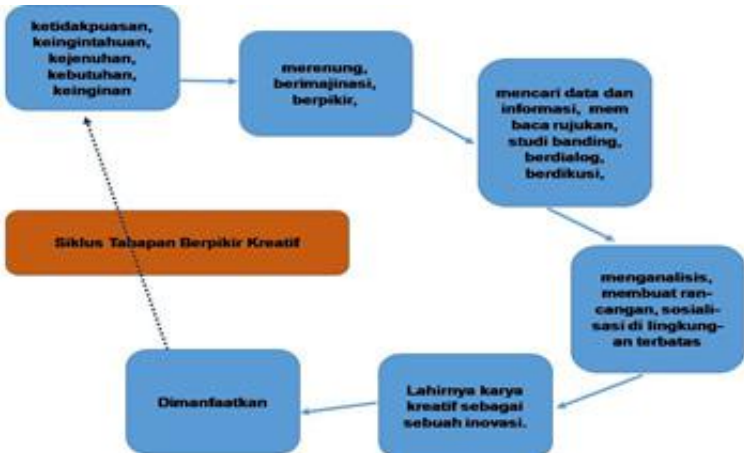 ketidakpuasan,
keingintahuan,
kejenuhan,
kebutuhan,
keinginan
merenung,
berimajinasi,
berpikir,
mencari data dan
informasi, mem
baca rujukan,
studi banding,
berdialog,
berdikusi,
Siklus Tahapan Berpikir Kreatif
menganalisis,
membuat ran-
cangan, sosiali-
sasi di lingkung-
an terbatas
Lahirnya karya
kreatif sebagai
sebuah inovasi.
Dimanfaatkan